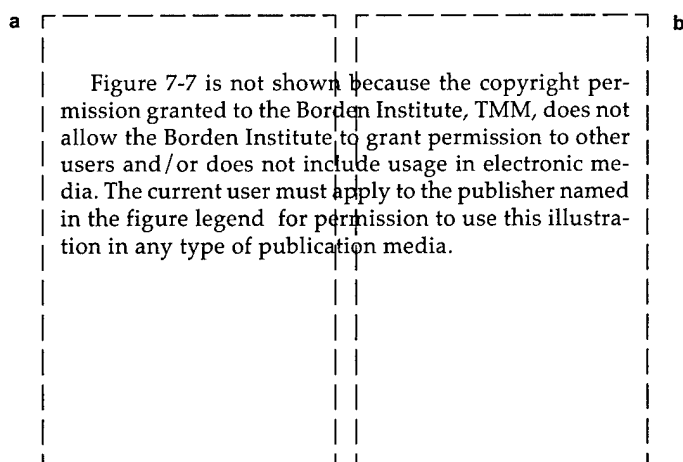 a
b
Figure 7-7 is not shown because the copyright per-
mission granted to the Borden Institute, TMM, does not
allow the Borden Institute to grant permission to other
users and/or does not include usage in electronic me-
dia. The current user must apply to the publisher named
in the figure legend for permission to use this illustra-
tion in any type of publication media.